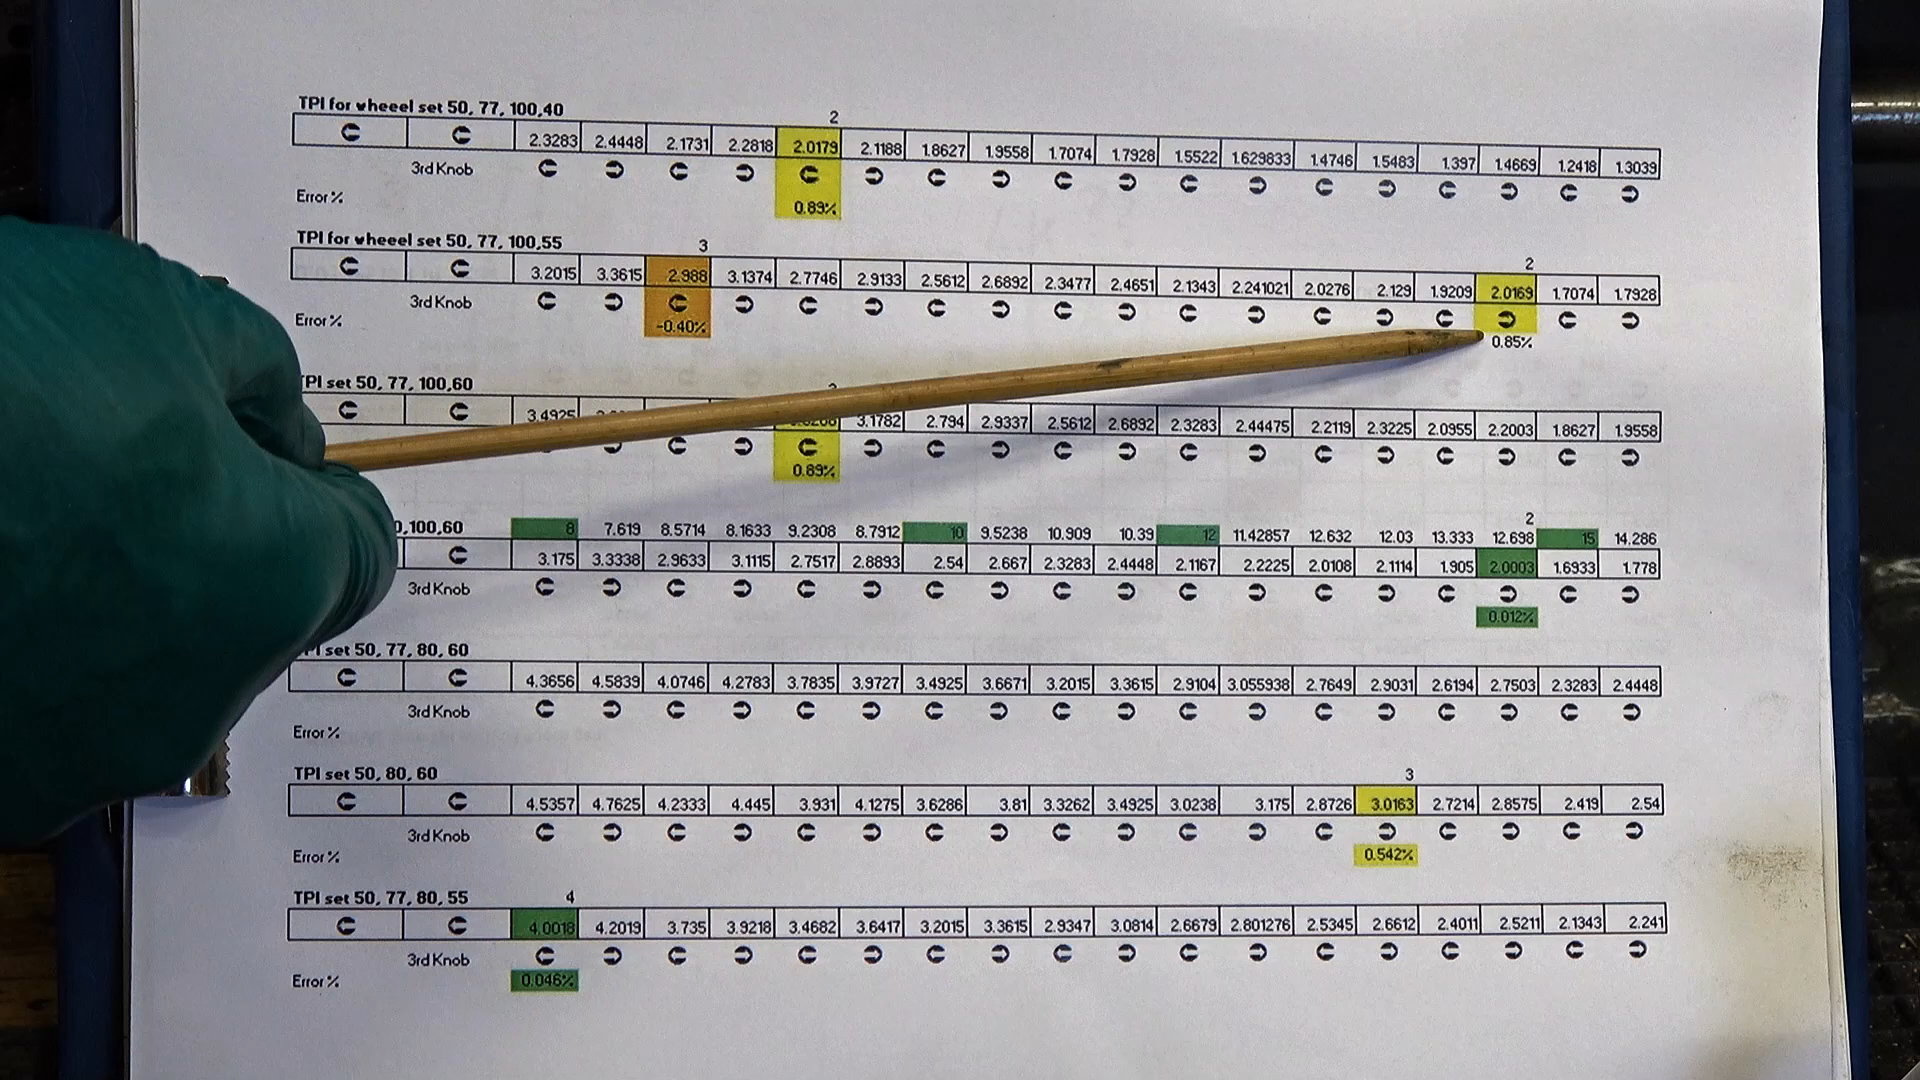 2
TPI for wheeel set 50, 77, 100,40
2.3283 2.4448 2.1731 2.2818 2.0179 2.1188 1.8627 1.9558 1.7074 1.7928 1.5522 1.629833 1.4746 1.5483 1.397 1.4669 1.2418 1.3039
3rd Knob
Error % 0.89%
3 2
TPI for wheeel set 50, 77, 100,55
3.2015 3.3615 2.988 3.1374 2.7746 2.9133 2.5612 2.6892 2.3477 2.4651 2.1343 2.241021 2.0276 2.129 1.9209 2.0169 1.7074 1.7928
3rd Knob
Error % -0.40% 0.85%
PI set 50, 77, 100,60
3.4925 3.1782 2.794 2.9337 2.5612 2.6892 2.3283 2.44475 2.2119 2.3225 2.0955 2.2003 1.8627 1.9558
0.89%
2
0,100,60 8 7.619 8.5714 8.1633 9.2308 8.7912 10 9.5238 10.909 10.39 12 11.42857 12.632 12.03 13.333 12.698 15 14.286
3.175 3.3338 2.9633 3.1115 2.7517 2.8893 2.54 2.667 2.3283 2.4448 2.1167 2.2225 2.0108 2.1114 1.905 2.0003 1.6933 1.778
3rd Knob
0.012%
PI set 50, 77, 80, 60
4.3656 4.5839 4.0746 4.2783 3.7835 3.9727 3.4925 3.6671 3.2015 3.3615 2.9104 3.055938 2.7649 2.9031 2.6194 2.7503 2.3283 2.4448
3rd Knob
Error %
TPI set 50, 80, 60 3
4.5357 4.7625 4.2333 4.445 3.931 4.1275 3.6286 3.81 3.3262 3.4925 3.0238 3.175 2.8726 3.0163 2.7214 2.8575 2.419 2.54
3rd Knob
Error % 0.542%
TPI set 50, 77, 80, 55 4
4.0018 4.2019 3.735 3.9218 3.4682 3.6417 3.2015 3.3615 2.9347 3.0814 2.6679 2.801276 2.5345 2.6612 2.4011 2.5211 2.1343 2.241
3rd Knob
Error % 0.046%